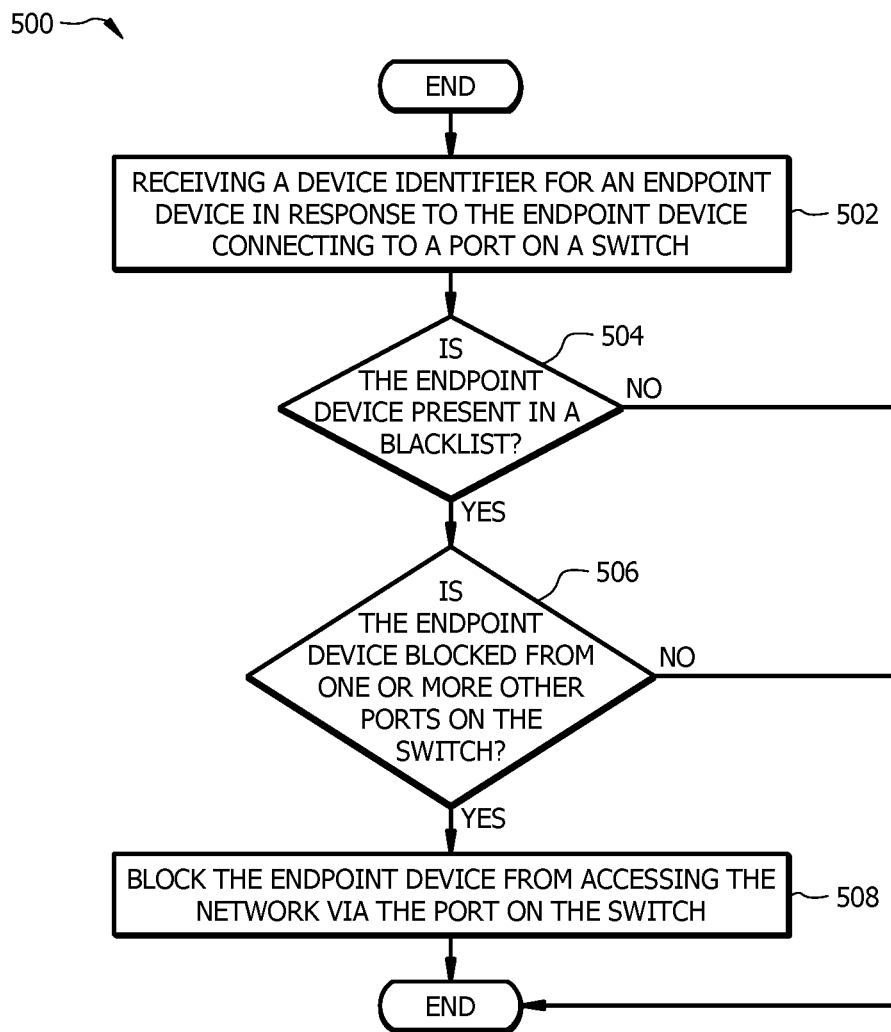 500
END
RECEIVING A DEVICE IDENTIFIER FOR AN ENDPOINT
DEVICE IN RESPONSE TO THE ENDPOINT DEVICE
CONNECTING TO A PORT ON A SWITCH
502
504
IS
THE ENDPOINT
DEVICE PRESENT IN A
BLACKLIST?
NO
YES
506
IS
THE ENDPOINT
DEVICE BLOCKED FROM
ONE OR MORE OTHER
PORTS ON THE
SWITCH?
NO
YES
BLOCK THE ENDPOINT DEVICE FROM ACCESSING THE
NETWORK VIA THE PORT ON THE SWITCH
508
END